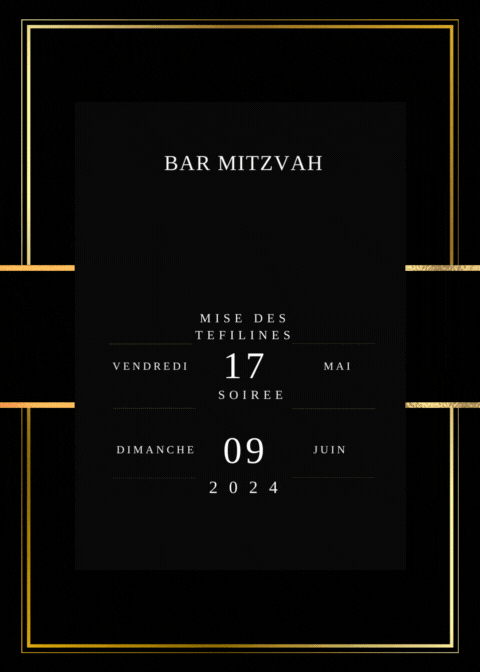 BAR MITZVAH
MISE DES
TEFILINES
VENDREDI 17 MAI
SOIREE
DIMANCHE 09 JUIN
2024